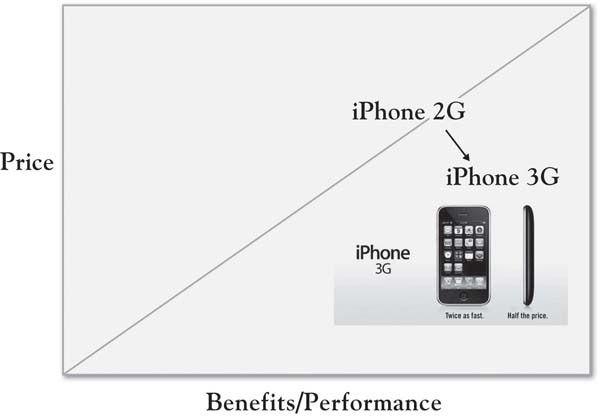 iPhone 2G
Price
iPhone 3G
iPhone
3G
Twice as fast.
Half the price.
Benefits/Performance